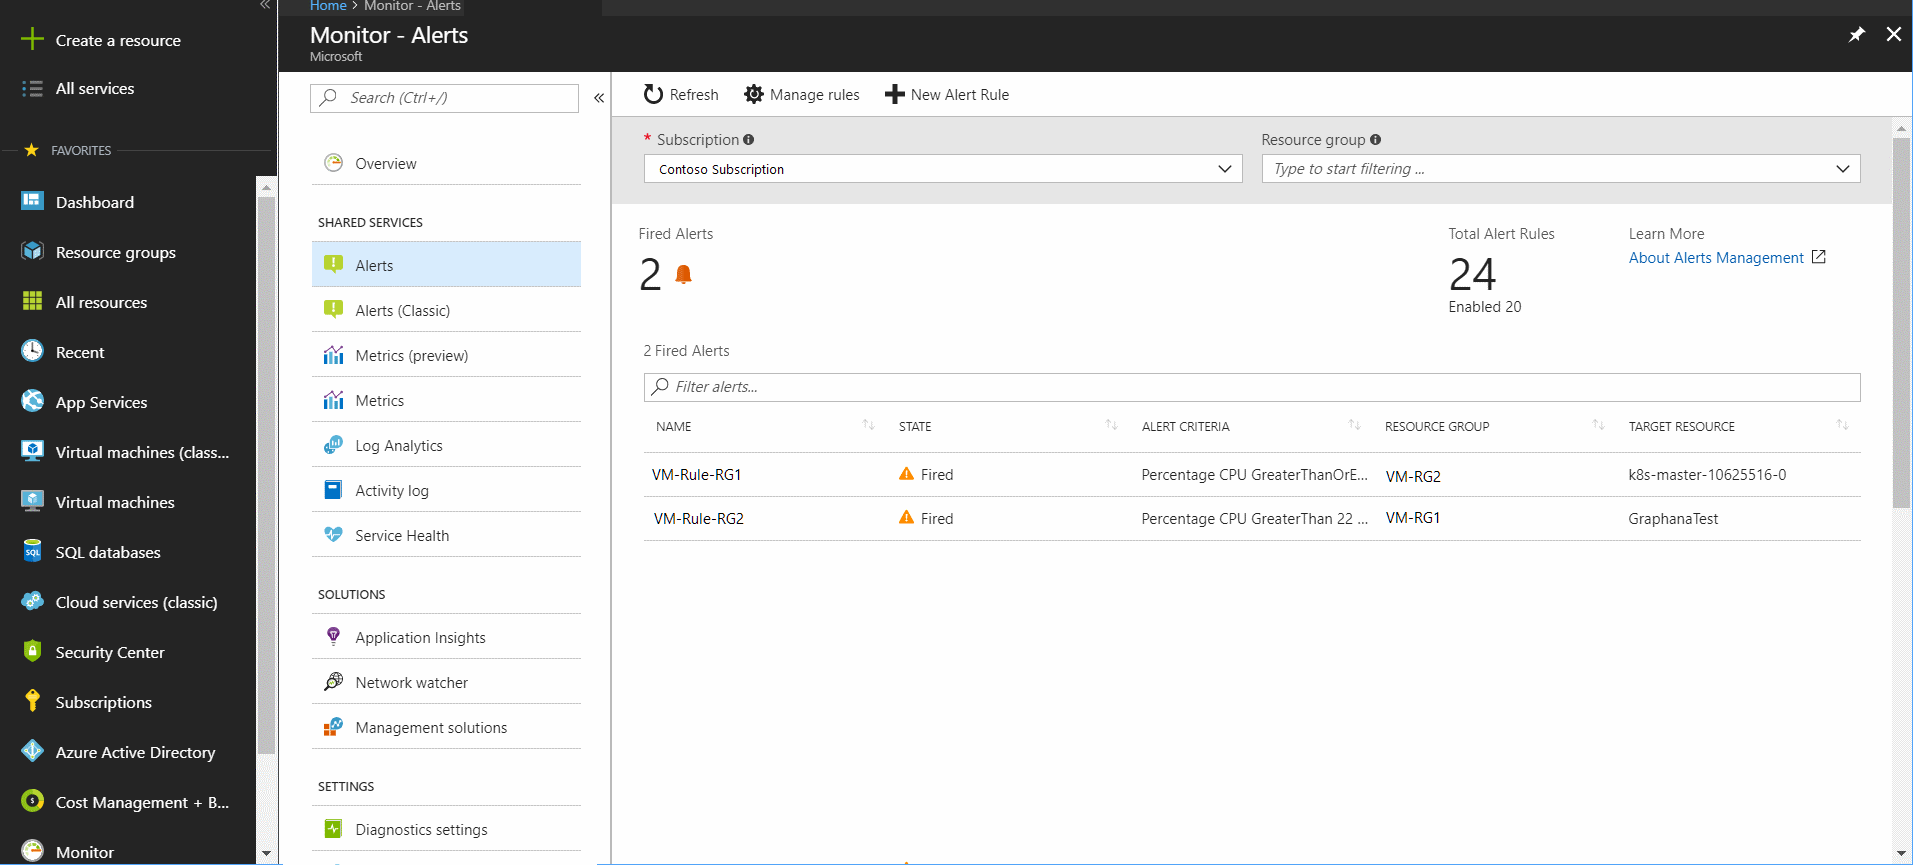 Home > Monitor - Alerts
Monitor - Alerts
Microsoft
Create a resource
All services
FAVORITES
Dashboard
Resource groups
All resources
Recent
App Services
Virtual machines (class...
Virtual machines
SQL databases
Cloud services (classic)
Security Center
Subscriptions
Azure Active Directory
Cost Management + B...
Monitor
Search (Ctrl+/)
Overview
SHARED SERVICES
Alerts
Alerts (Classic)
Metrics (preview)
Metrics
Log Analytics
Activity log
Service Health
SOLUTIONS
Application Insights
Network watcher
Management solutions
SETTINGS
Diagnostics settings
Refresh Manage rules New Alert Rule
* Subscription Resource group
Contoso Subscription Type to start filtering ...
Fired Alerts Total Alert Rules Learn More
2 24 About Alerts Management
Enabled 20
2 Fired Alerts
Filter alerts...
NAME STATE ALERT CRITERIA RESOURCE GROUP TARGET RESOURCE
VM-Rule-RG1 Fired Percentage CPU GreaterThanOrE... VM-RG2 k8s-master-10625516-0
VM-Rule-RG2 Fired Percentage CPU GreaterThan 22 ... VM-RG1 GraphanaTest